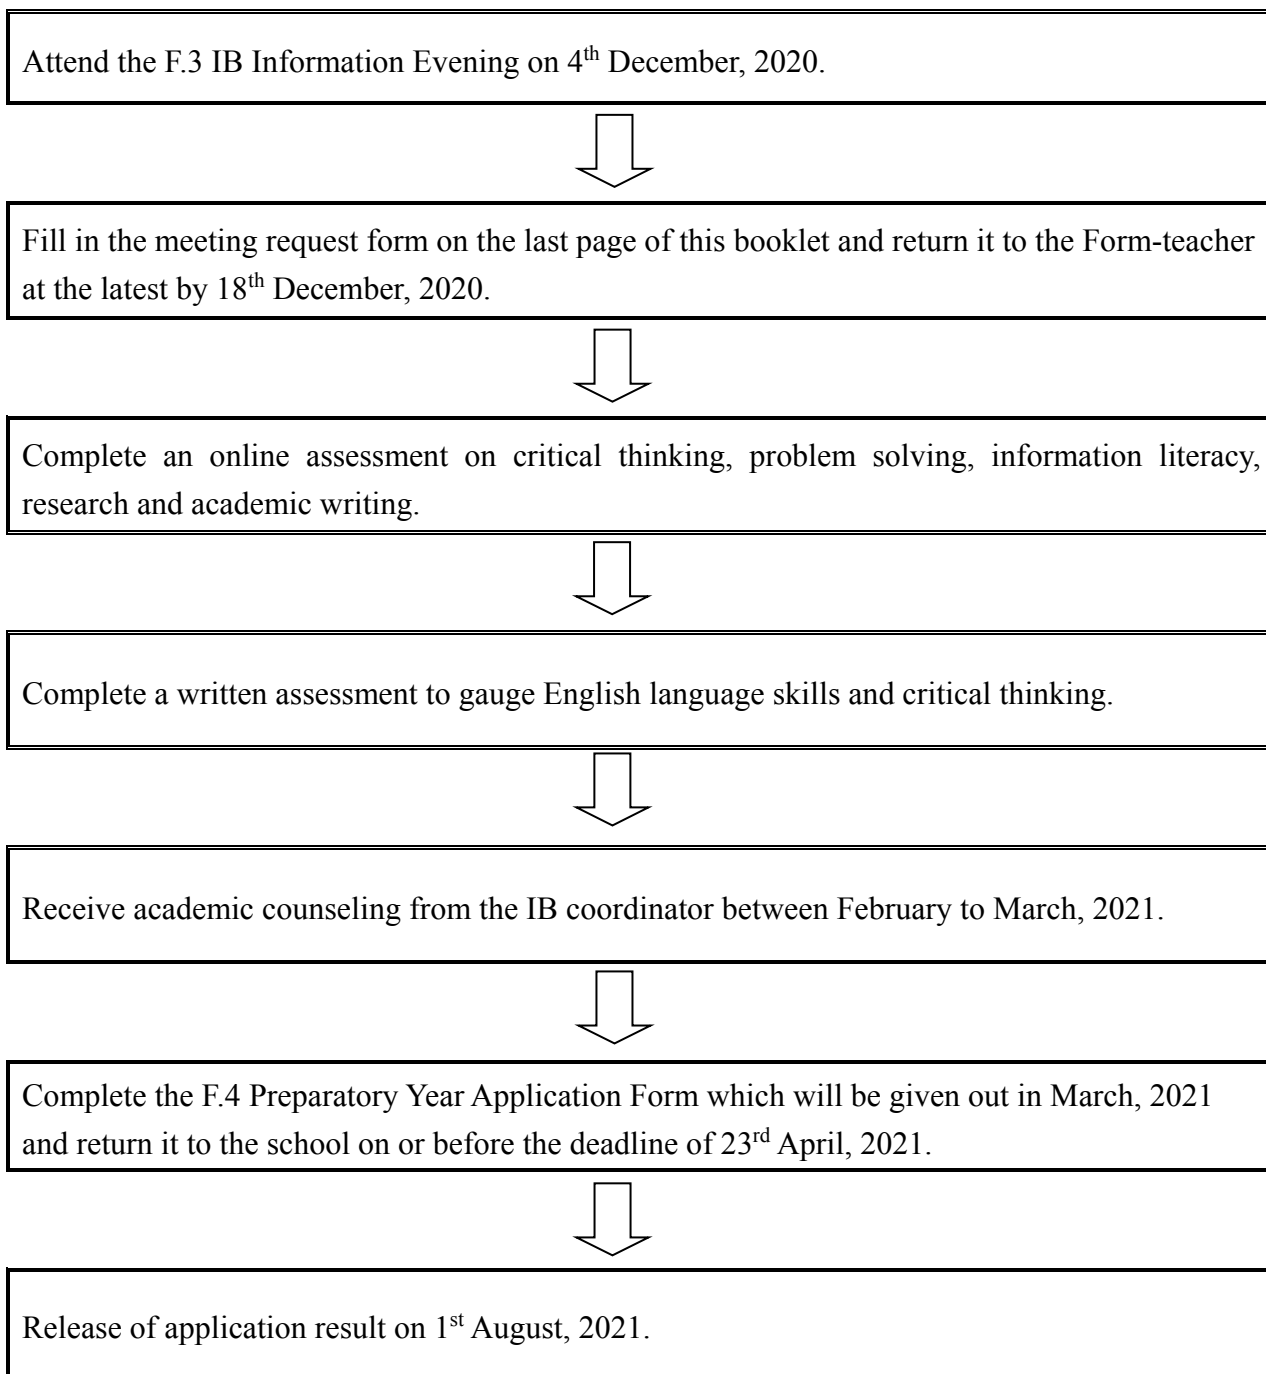 Attend the F.3 IB Information Evening on 4th December, 2020.
Fill in the meeting request form on the last page of this booklet and return it to the Form-teacher
at the latest by 18th December, 2020.
Complete an online assessment on critical thinking, problem solving, information literacy,
research and academic writing.
Complete a written assessment to gauge English language skills and critical thinking.
Receive academic counseling from the IB coordinator between February to March, 2021.
Complete the F.4 Preparatory Year Application Form which will be given out in March, 2021
and return it to the school on or before the deadline of 23rd April, 2021.
Release of application result on 1st August, 2021.